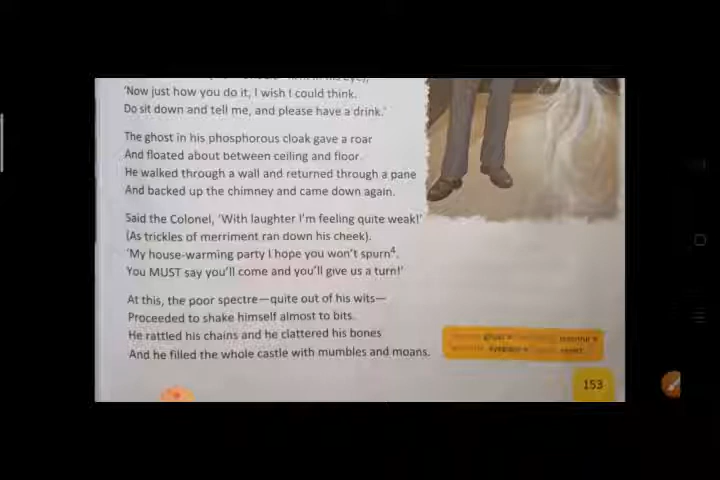 'Now just how you do it, I wish I could think.
Do sit down and tell me, and please have a drink.'
The ghost in his phosphorous cloak gave a roar
And floated about between ceiling and floor.
He walked through a wall and returned through a pane
And backed up the chimney and came down again.
Said the Colonel, 'With laughter I'm feeling quite weak!'
(As trickles of merriment ran down his cheek).
'My house-warming party I hope you won't spurn⁴.
You MUST say you'll come and you'll give us a turn!'
At this, the poor spectre—quite out of his wits—
Proceeded to shake himself almost to bits.
He rattled his chains and he clattered his bones
And he filled the whole castle with mumbles and moans.
153